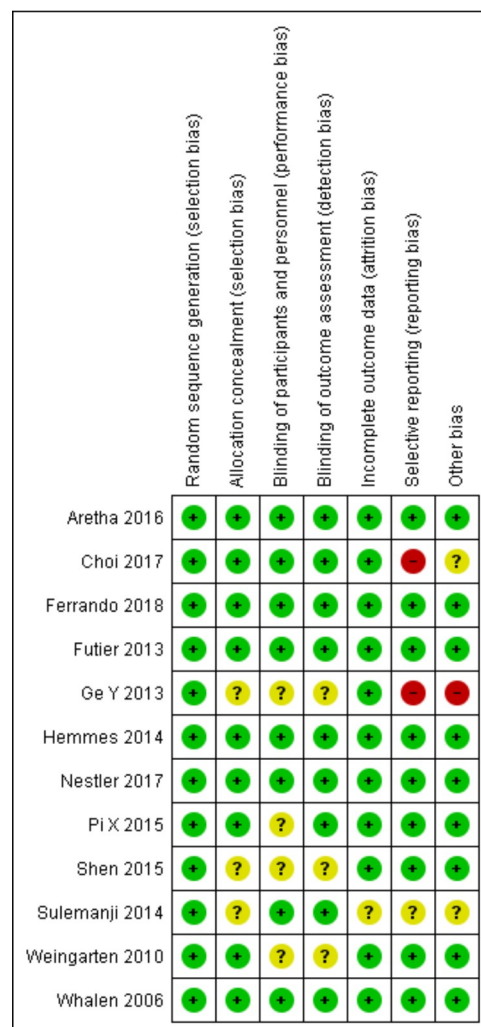 Random sequence generation (selection bias)
Allocation concealment (selection bias)
Blinding of participants and personnel (performance bias)
Blinding of outcome assessment (detection bias)
Incomplete outcome data (attrition bias)
Selective reporting (reporting bias)
Other bias
Aretha 2016 + + + + + + +
Choi 2017 + + + + + - ?
Ferrando 2018 + + + + + + +
Futier 2013 + + + + + + +
Ge Y 2013 + ? ? ? + - -
Hemmes 2014 + + + + + + +
Nestler 2017 + + + + + + +
Pi X 2015 + + ? + + + +
Shen 2015 + ? ? ? + + +
Sulemanji 2014 + ? + + ? ? ?
Weingarten 2010 + + ? ? + + +
Whalen 2006 + + + + + + +